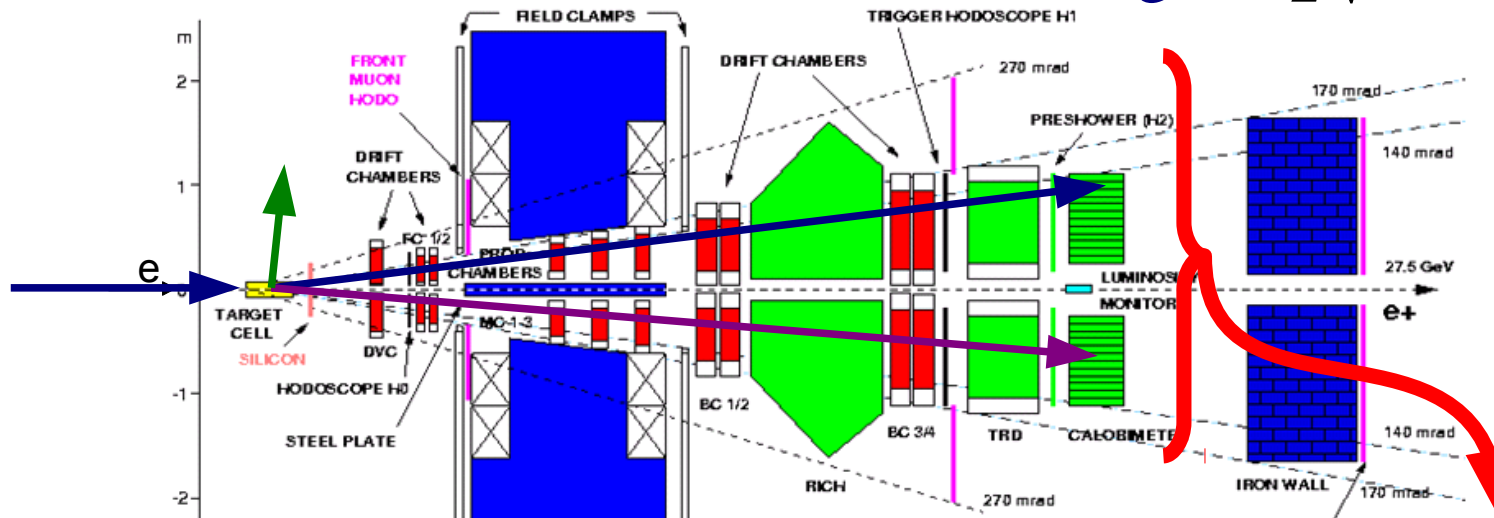 FIELD CLAMPS
TRIGGER HODOSCOPE H1
m
FRONT
MUON
HODO
DRIFT CHAMBERS
270 mrad
2
170 mrad
PRESHOWER (H2)
140 mrad
DRIFT
CHAMBERS
1
FC 1/2
PROP
CHAMBERS
e
27.5 GeV
LUMINOSITY
MONITOR
e+
TARGET
CELL
SILICON
DVC
MC 1-3
HODOSCOPE H0
-1
STEEL PLATE
BC 1/2
BC 3/4
TRD
CALORIMETE
140 mrad
RICH
IRON WALL
170 mrad
-2
270 mrad